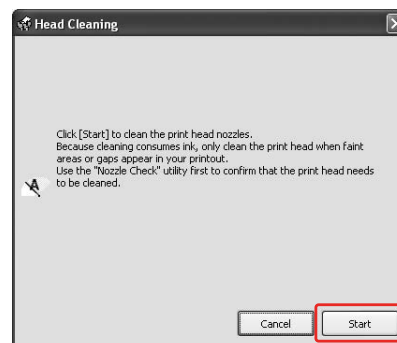 Head Cleaning
Click [Start] to clean the print head nozzles.
Because cleaning consumes ink, only clean the print head when faint
areas or gaps appear in your printout.
Use the "Nozzle Check" utility first to confirm that the print head needs
to be cleaned.
A
Cancel
Start